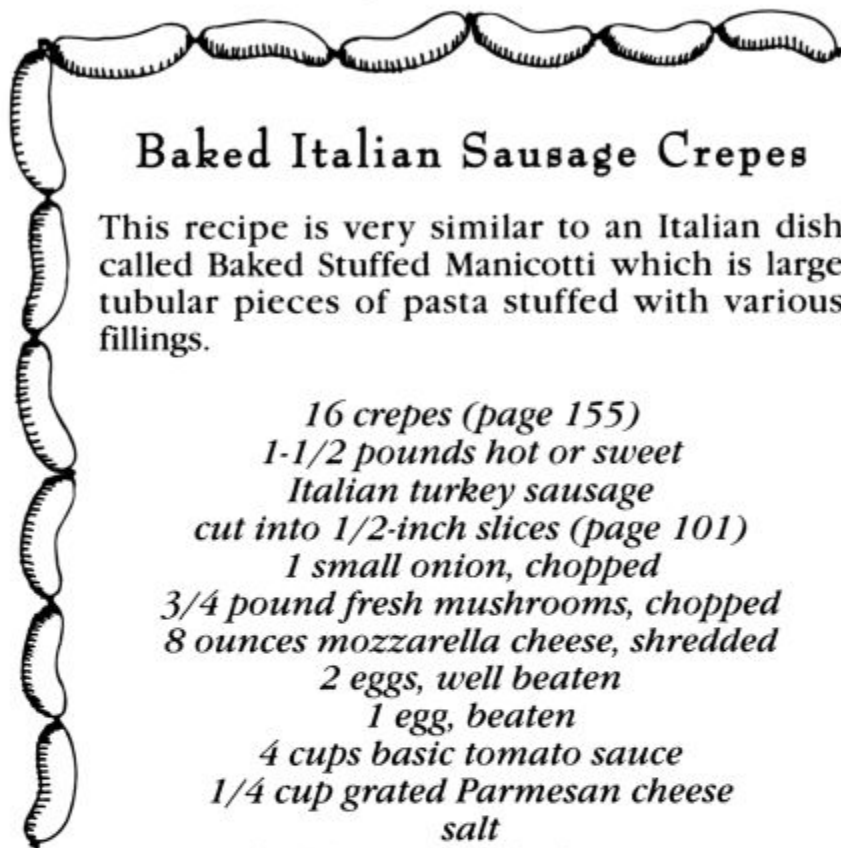 Baked Italian Sausage Crepes
This recipe is very similar to an Italian dish
called Baked Stuffed Manicotti which is large
tubular pieces of pasta stuffed with various
fillings.
16 crepes (page 155)
1-1/2 pounds hot or sweet
Italian turkey sausage
cut into 1/2-inch slices (page 101)
1 small onion, chopped
3/4 pound fresh mushrooms, chopped
8 ounces mozzarella cheese, shredded
2 eggs, well beaten
1 egg, beaten
4 cups basic tomato sauce
1/4 cup grated Parmesan cheese
salt